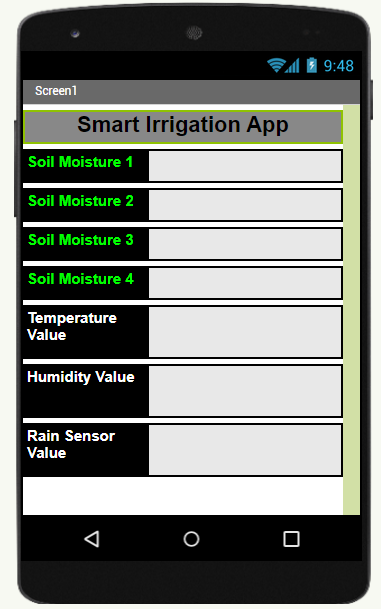 9:48
Screen1
Smart Irrigation App
Soil Moisture 1
Soil Moisture 2
Soil Moisture 3
Soil Moisture 4
Temperature
Value
Humidity Value
Rain Sensor
Value